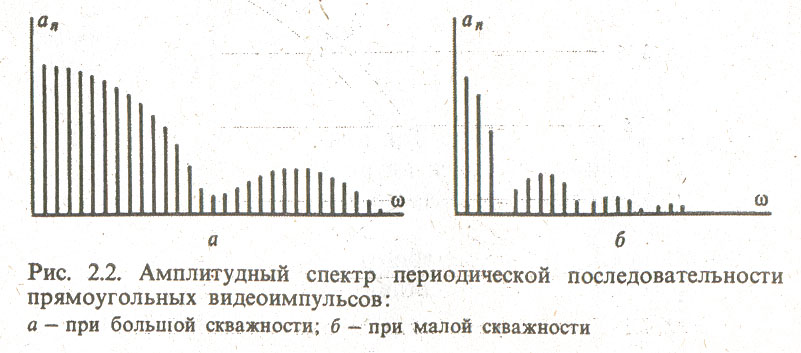 aₙ
ω
а
aₙ
ω
б
Рис. 2.2. Амплитудный спектр периодической последовательности
прямоугольных видеоимпульсов:
а – при большой скважности; б – при малой скважности